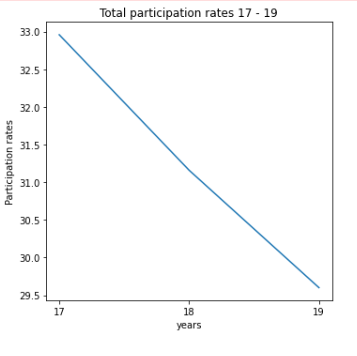 Total participation rates 17 - 19
33.0
32.5
32.0
31.5
31.0
30.5
30.0
29.5
Participation rates
17 18 19
years